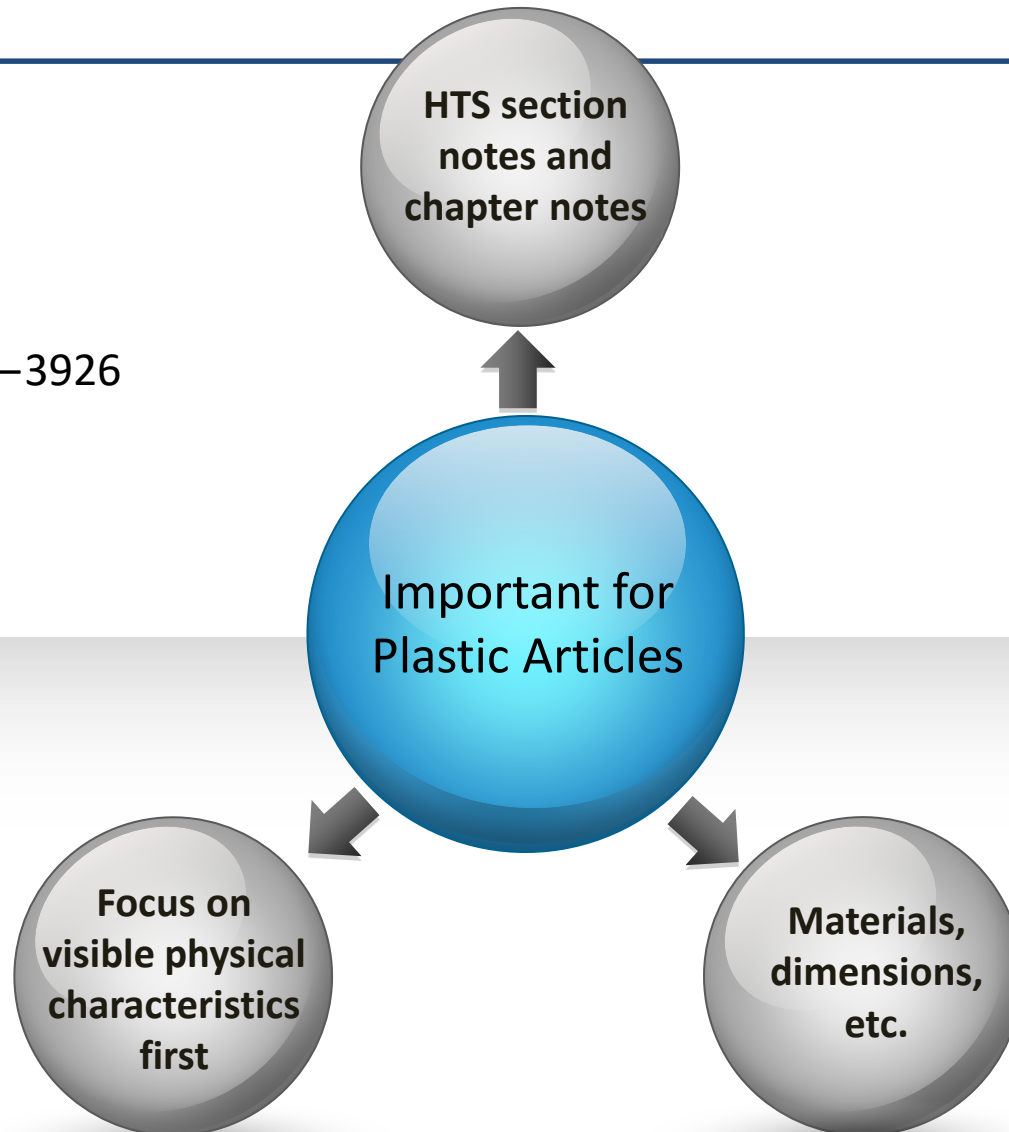 HTS section
notes and
chapter notes
–3926
Important for
Plastic Articles
Focus on
visible physical
characteristics
first
Materials,
dimensions,
etc.